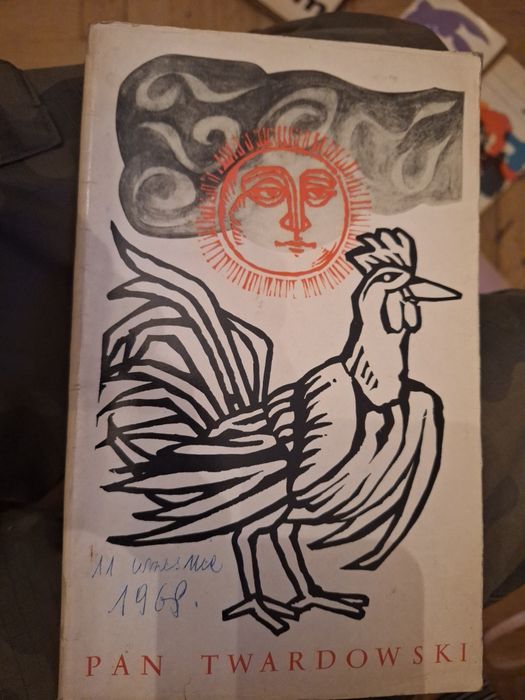 11 września
1968.
PAN TWARDOWSKI